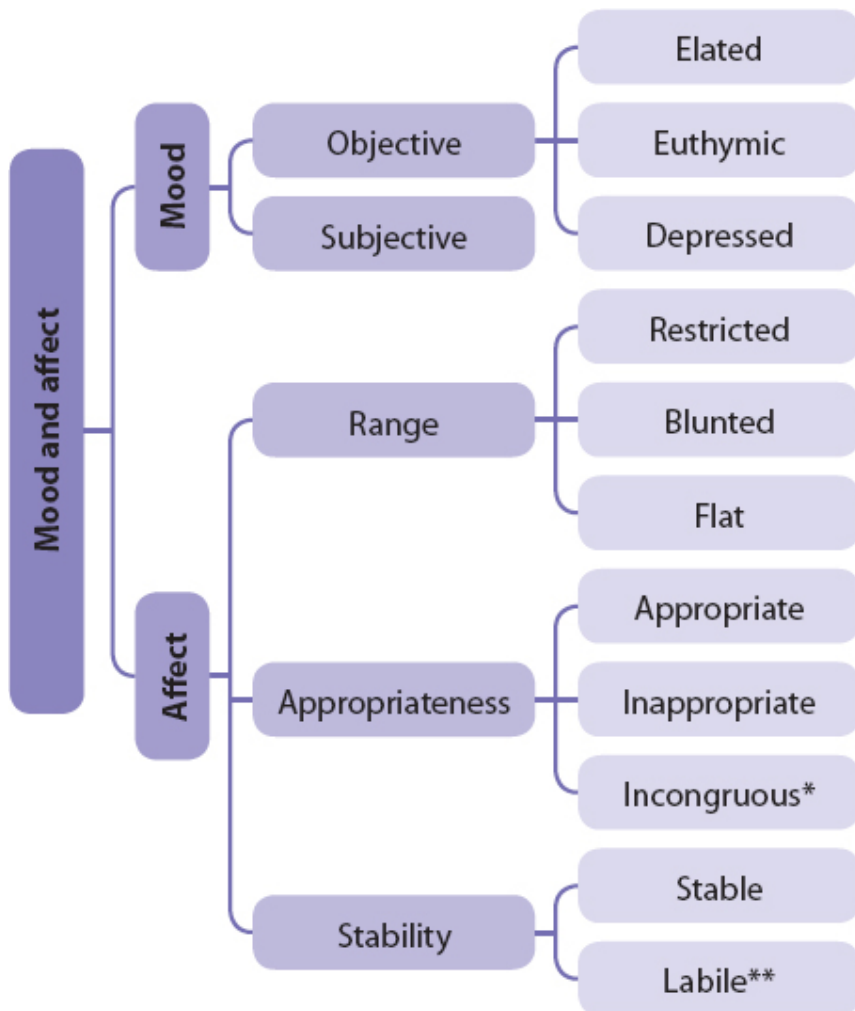 Mood and affect
Mood
Objective
Elated
Euthymic
Depressed
Subjective
Affect
Range
Restricted
Blunted
Flat
Appropriateness
Appropriate
Inappropriate
Incongruous*
Stability
Stable
Labile**